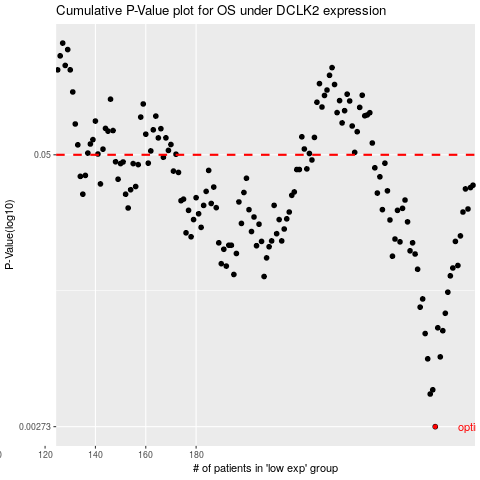 Cumulative P-Value plot for OS under DCLK2 expression
P-Value(log10)
0.05
0.00273
opti
0 120 140 160 180
# of patients in 'low exp' group